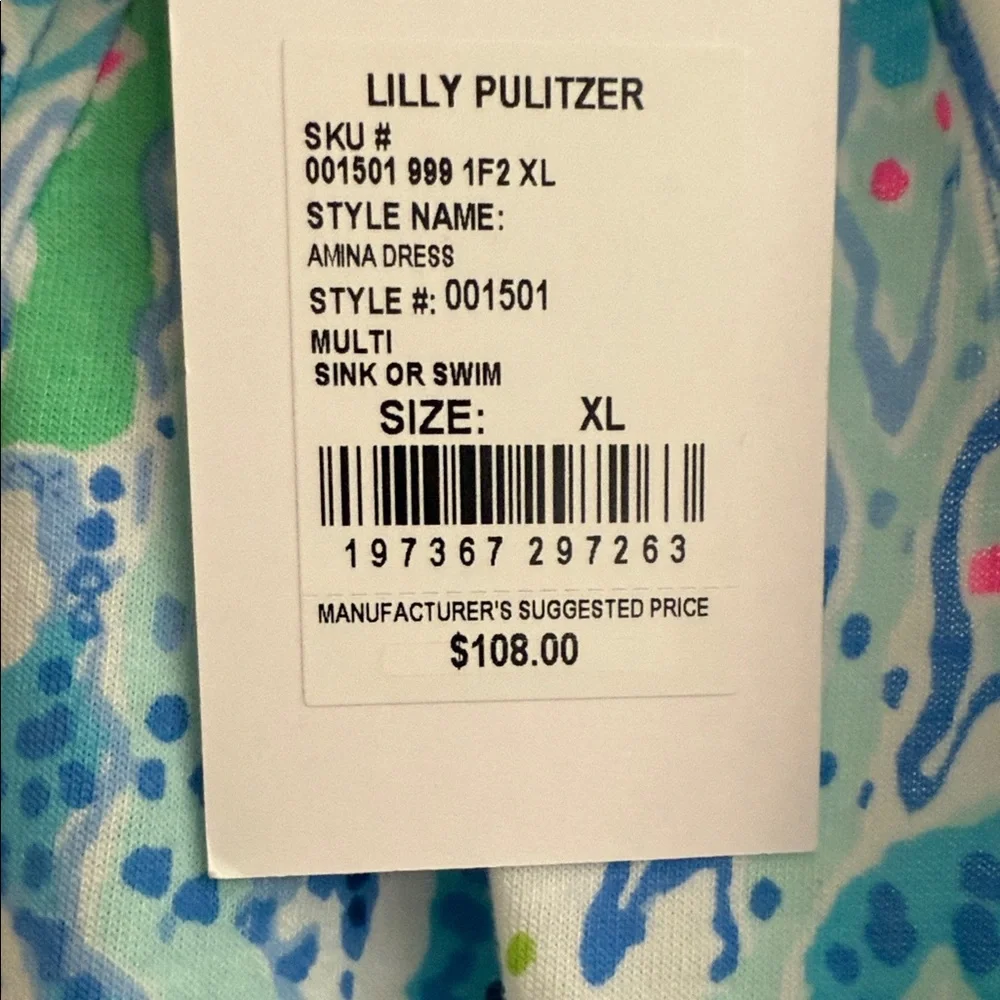 LILLY PULITZER
SKU #
001501 999 1F2 XL
STYLE NAME:
AMINA DRESS
STYLE #: 001501
MULTI
SINK OR SWIM
SIZE: XL
197367 297263
MANUFACTURER'S SUGGESTED PRICE
$108.00